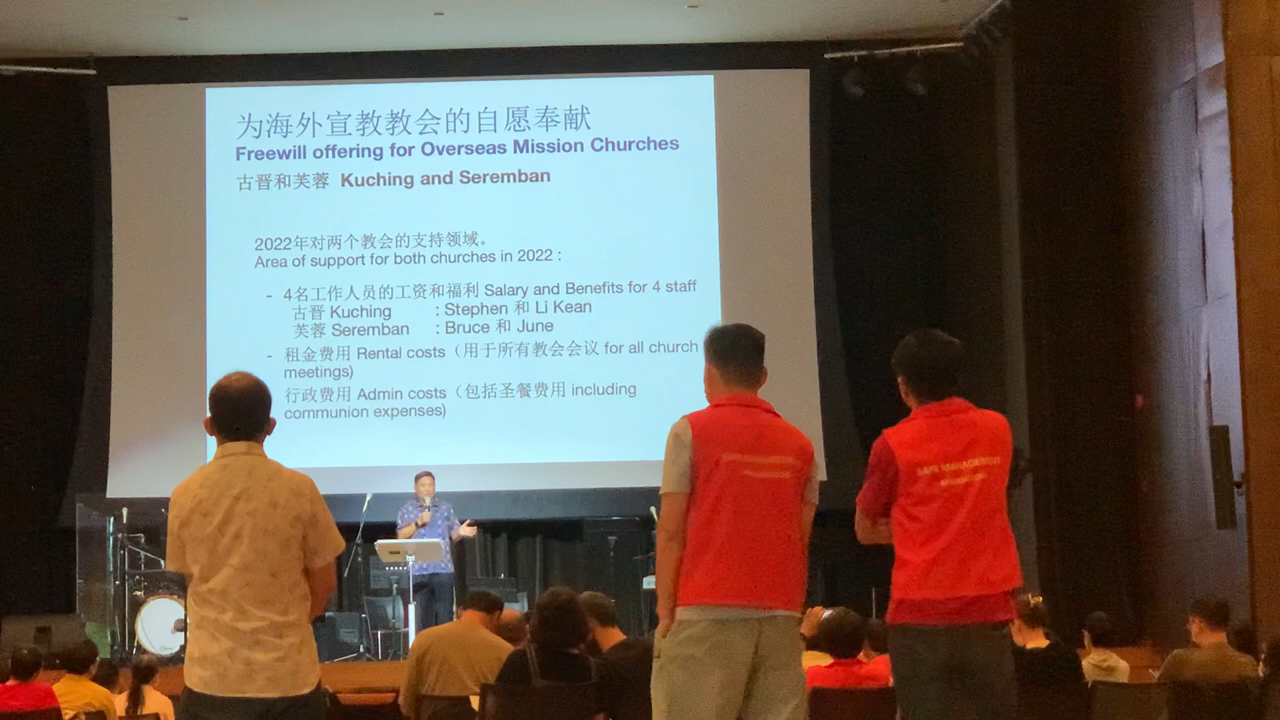 为海外宣教教会的自愿奉献
Freewill offering for Overseas Mission Churches
古晋和芙蓉 Kuching and Seremban
2022年对两个教会的支持领域。
Area of support for both churches in 2022 :
- 4名工作人员的工资和福利 Salary and Benefits for 4 staff
古晋 Kuching : Stephen 和 Li Kean
芙蓉 Seremban : Bruce 和 June
- 租金费用 Rental costs（用于所有教会会议 for all church
meetings)
行政费用 Admin costs（包括圣餐费用 including
communion expenses)
SAFE MANAGEMENT